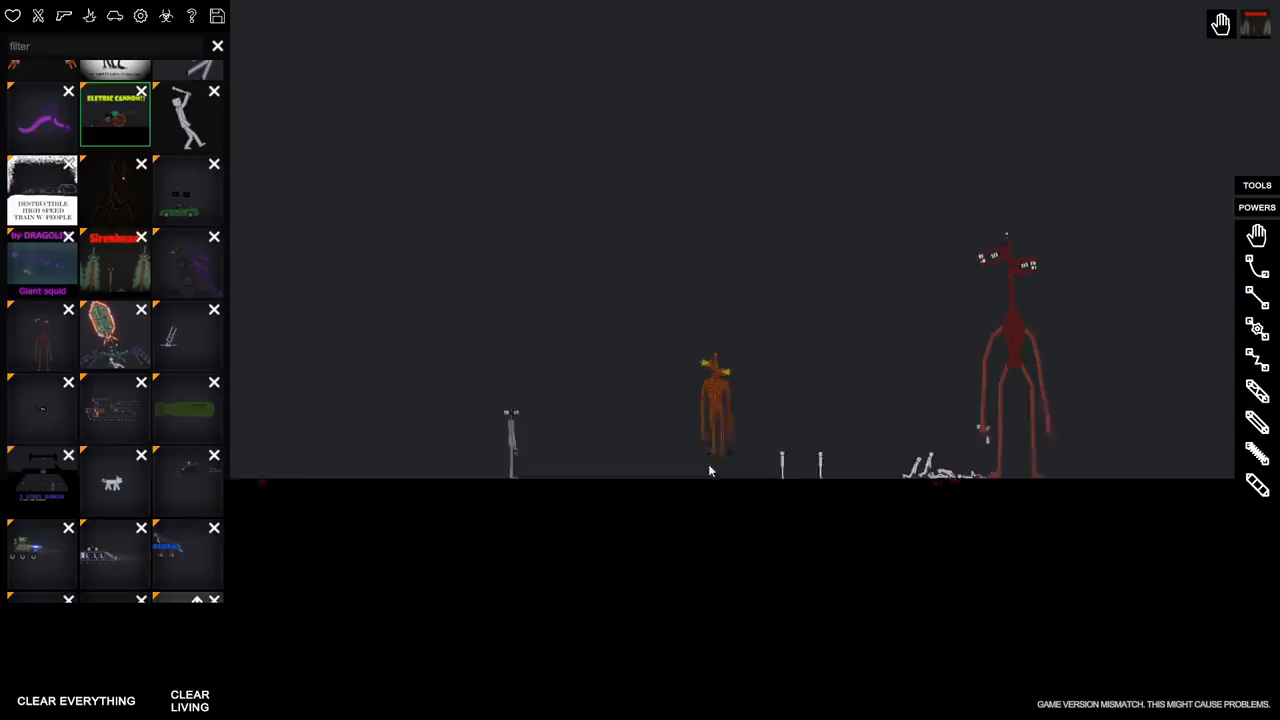 filter
ELETRIC CANNON!!
DESTRUCTIBLE
HIGH SPEED
TRAIN W/ PEOPLE
by DRAGOLI
Giant squid
Sirenhead
TOOLS
POWERS
CLEAR EVERYTHING
CLEAR
LIVING
GAME VERSION MISMATCH. THIS MIGHT CAUSE PROBLEMS.